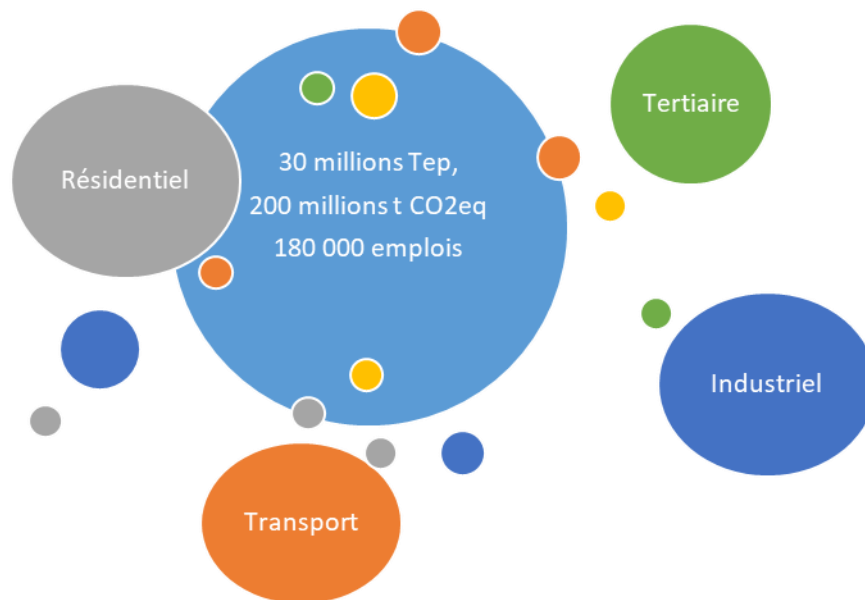 Tertiaire
Résidentiel
30 millions Tep,
200 millions t CO2eq
180 000 emplois
Industriel
Transport